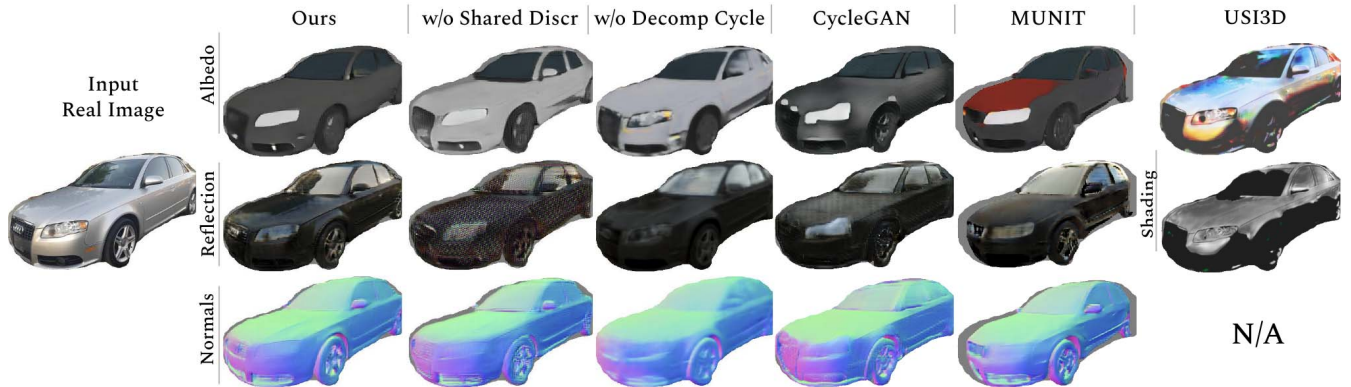 Ours
w/o Shared Discr
w/o Decomp Cycle
CycleGAN
MUNIT
USI3D
Input
Real Image
Albedo
Reflection
Shading
Normals
N/A